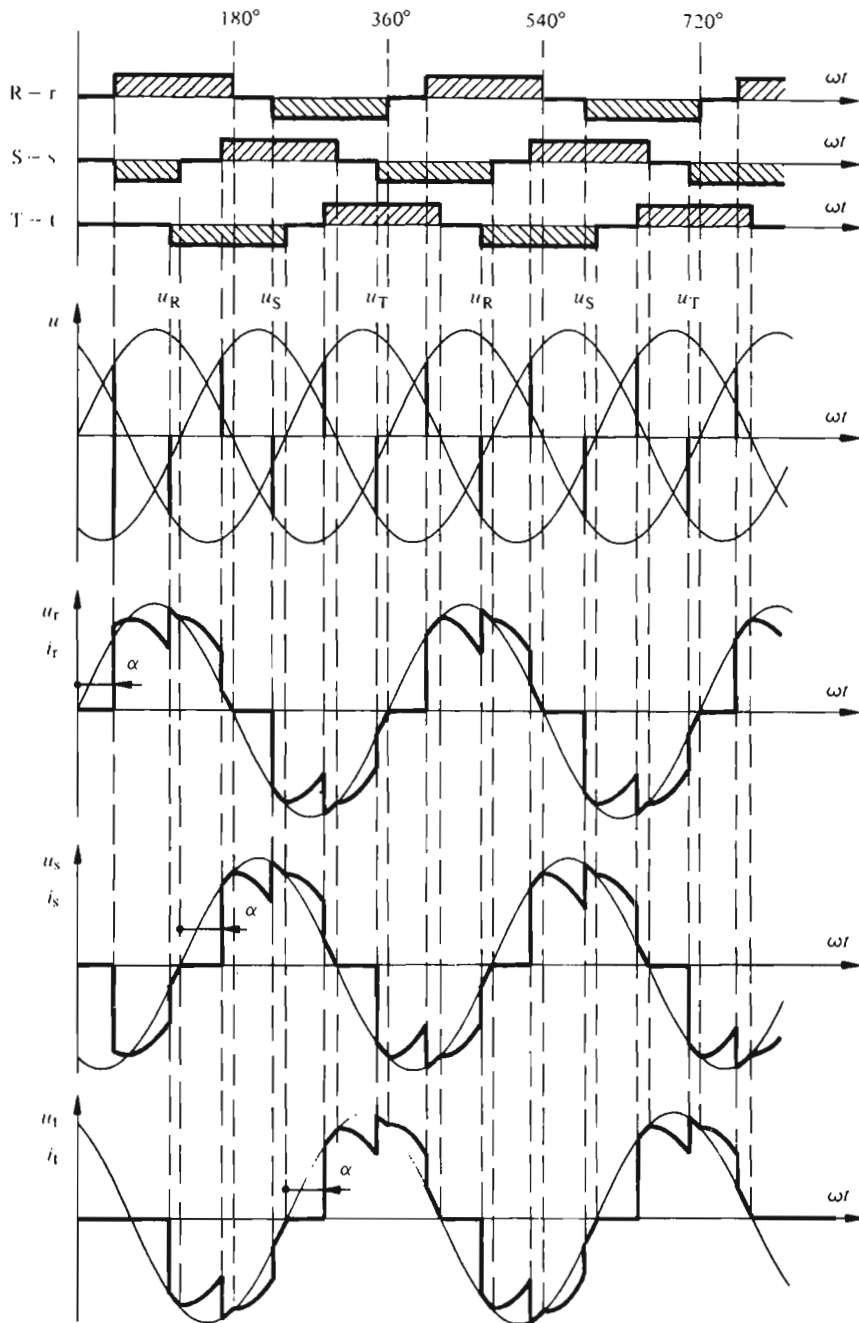 180° 360° 540° 720°
R – r ωt
S – s ωt
T – t ωt
u_R u_S u_T u_R u_S u_T
u
ωt
u_r
i_r
α
ωt
u_s
i_s
α
ωt
u_t
i_t
α
ωt